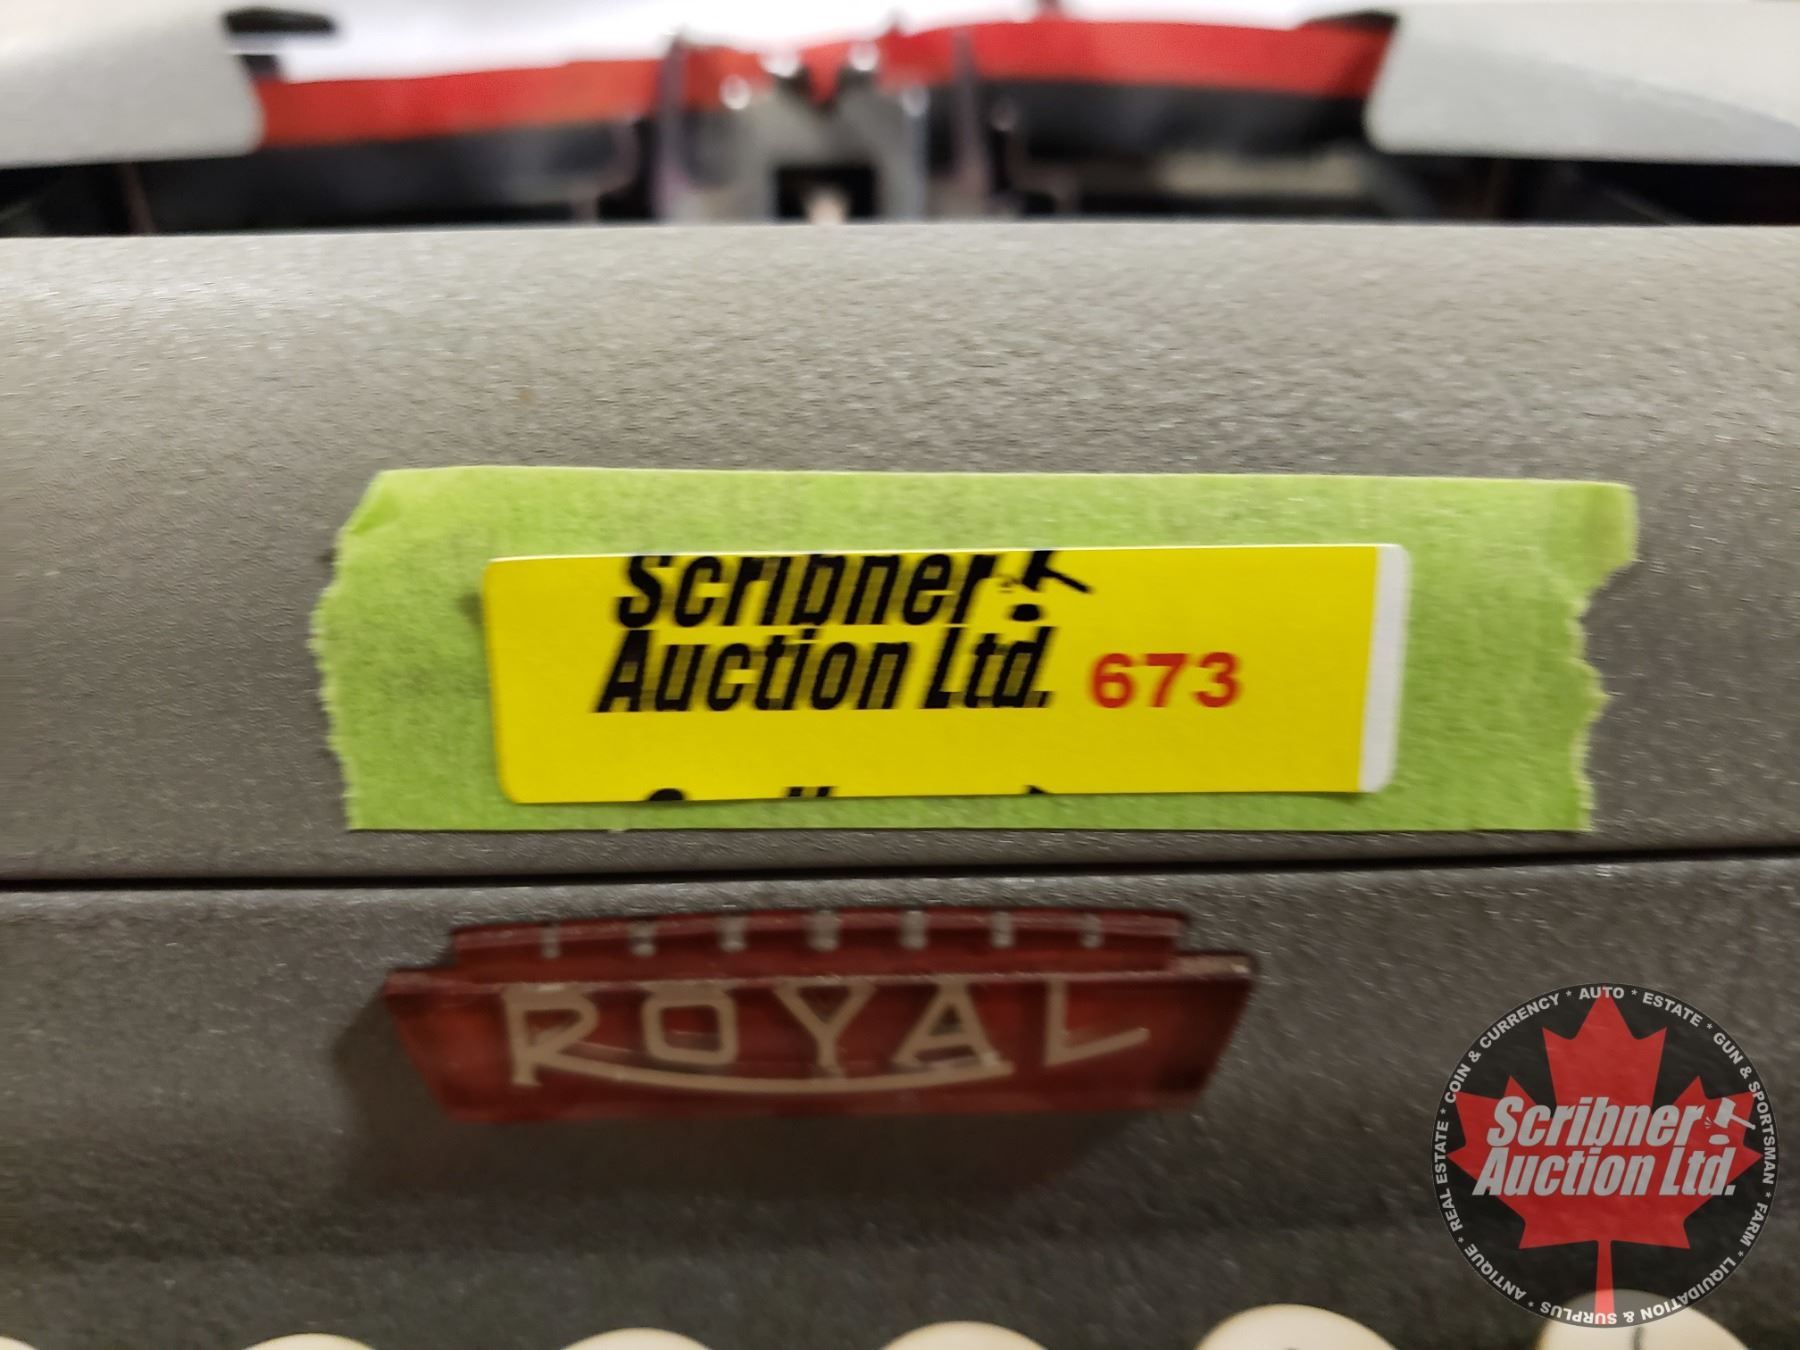 Scribner
Auction Ltd. 673
ROYAL
COIN & CURRENCY * AUTO * ESTATE * GUN & SPORTSMAN * FARM * LIQUIDATION & SURPLUS * ANTIQUE * REAL ESTATE *
Scribner
Auction Ltd.